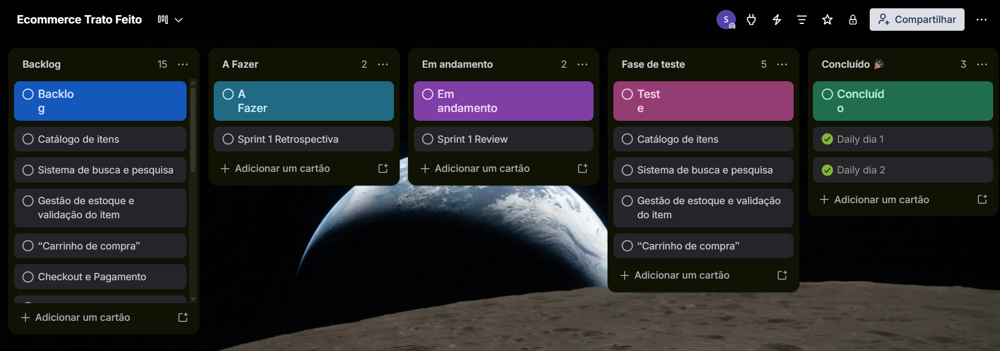 Ecommerce Trato Feito
S
Compartilhar
Backlog 15
Backlo
g
Catálogo de itens
Sistema de busca e pesquisa
Gestão de estoque e
validação do item
“Carrinho de compra”
Checkout e Pagamento
Adicionar um cartão
A Fazer 2
A
Fazer
Sprint 1 Retrospectiva
Adicionar um cartão
Em andamento 2
Em
andamento
Sprint 1 Review
Adicionar um cartão
Fase de teste 5
Test
e
Catálogo de itens
Sistema de busca e pesquisa
Gestão de estoque e validação
do item
“Carrinho de compra”
Adicionar um cartão
Concluído 🎉 3
Concluíd
o
Daily dia 1
Daily dia 2
Adicionar um cartão